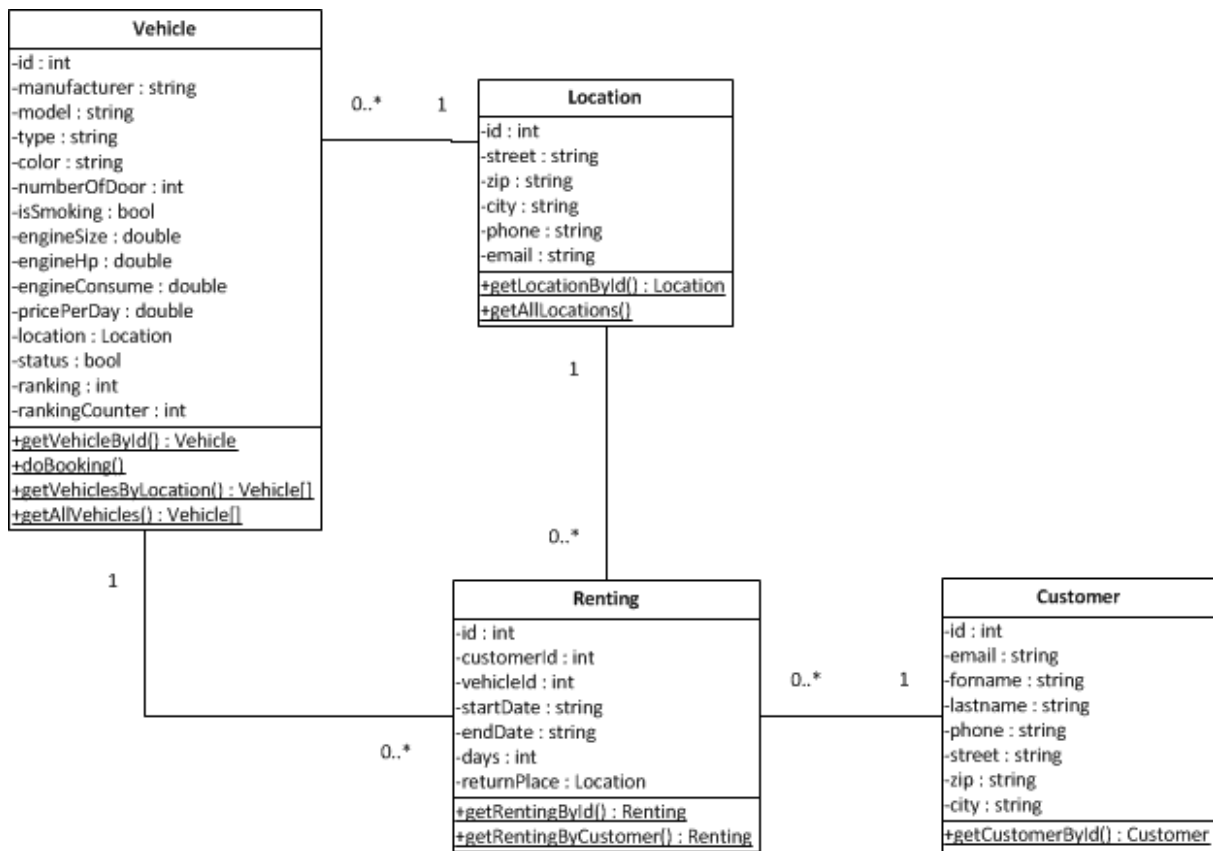 Vehicle
-id : int
-manufacturer : string
-model : string
-type : string
-color : string
-numberOfDoor : int
-isSmoking : bool
-engineSize : double
-engineHp : double
-engineConsume : double
-pricePerDay : double
-location : Location
-status : bool
-ranking : int
-rankingCounter : int
+getVehicleById() : Vehicle
+doBooking()
+getVehiclesByLocation() : Vehicle[]
+getAllVehicles() : Vehicle[]
0..*
1
Location
-id : int
-street : string
-zip : string
-city : string
-phone : string
-email : string
+getLocationById() : Location
+getAllLocations()
1
0..*
1
0..*
Renting
-id : int
-customerId : int
-vehicleId : int
-startDate : string
-endDate : string
-days : int
-returnPlace : Location
+getRentingById() : Renting
+getRentingByCustomer() : Renting
0..*
1
Customer
-id : int
-email : string
-forname : string
-lastname : string
-phone : string
-street : string
-zip : string
-city : string
+getCustomerById() : Customer